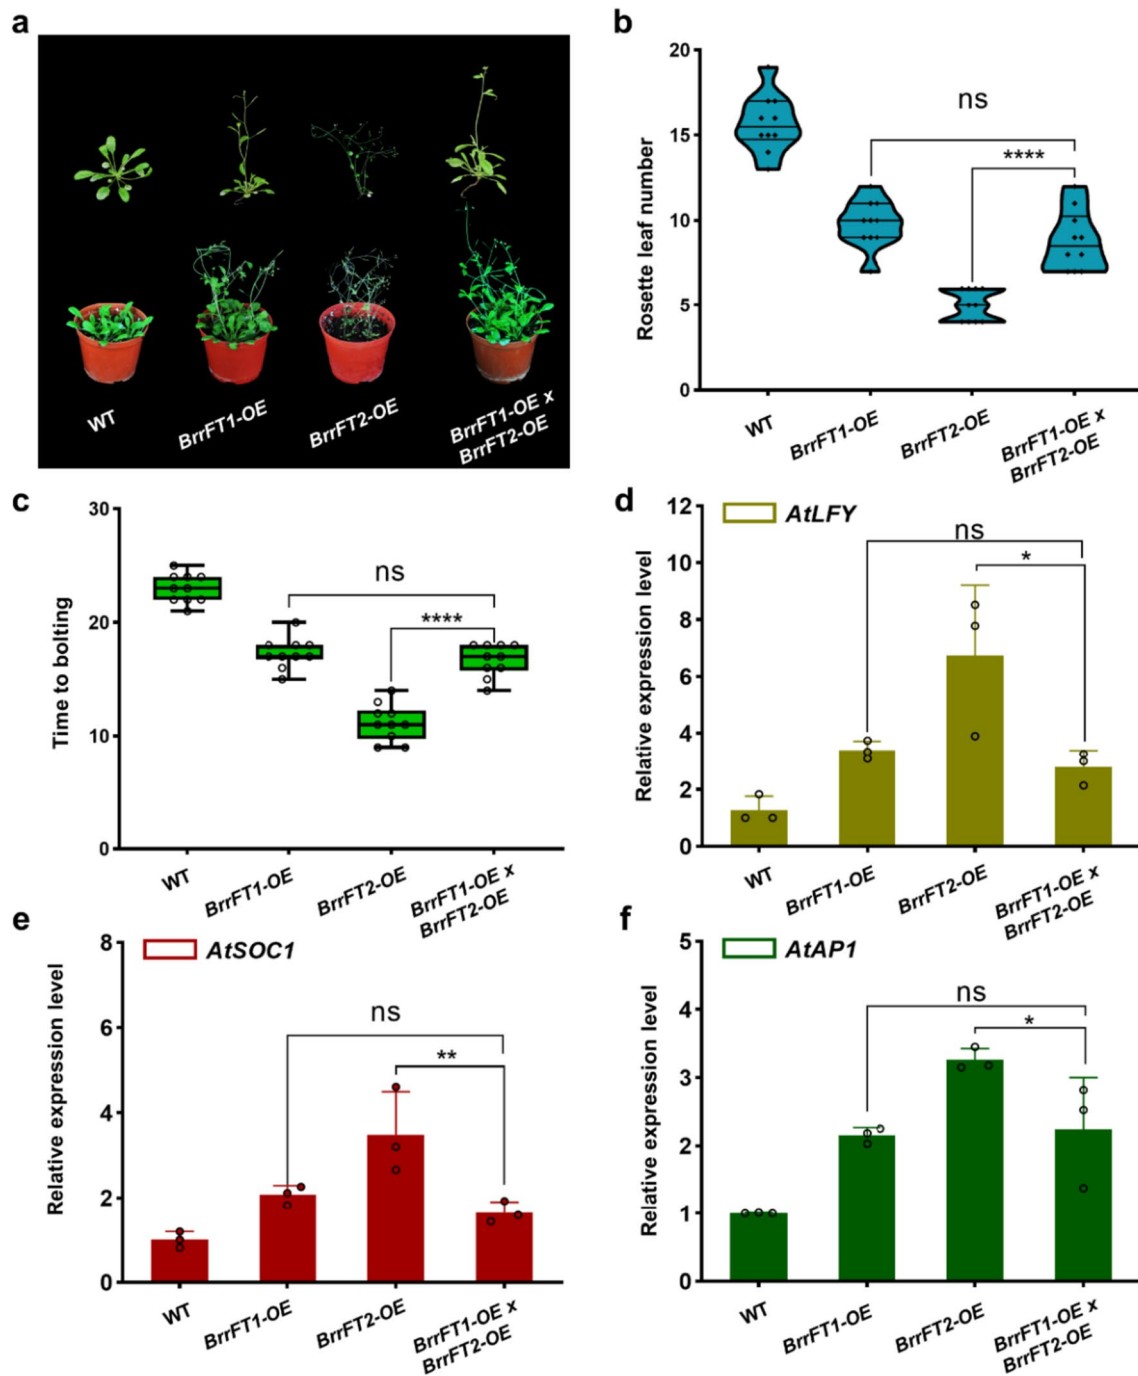 a
WT
BrrFT1-OE
BrrFT2-OE
BrrFT1-OE x
BrrFT2-OE
b
Rosette leaf number
20
15
10
5
0
ns
****
WT
BrrFT1-OE
BrrFT2-OE
BrrFT1-OE x
BrrFT2-OE
c
Time to bolting
30
20
10
0
ns
****
WT
BrrFT1-OE
BrrFT2-OE
BrrFT1-OE x
BrrFT2-OE
d
AtLFY
Relative expression level
12
10
8
6
4
2
0
ns
*
WT
BrrFT1-OE
BrrFT2-OE
BrrFT1-OE x
BrrFT2-OE
e
AtSOC1
Relative expression level
8
6
4
2
0
ns
**
WT
BrrFT1-OE
BrrFT2-OE
BrrFT1-OE x
BrrFT2-OE
f
AtAP1
Relative expression level
5
4
3
2
1
0
ns
*
WT
BrrFT1-OE
BrrFT2-OE
BrrFT1-OE x
BrrFT2-OE